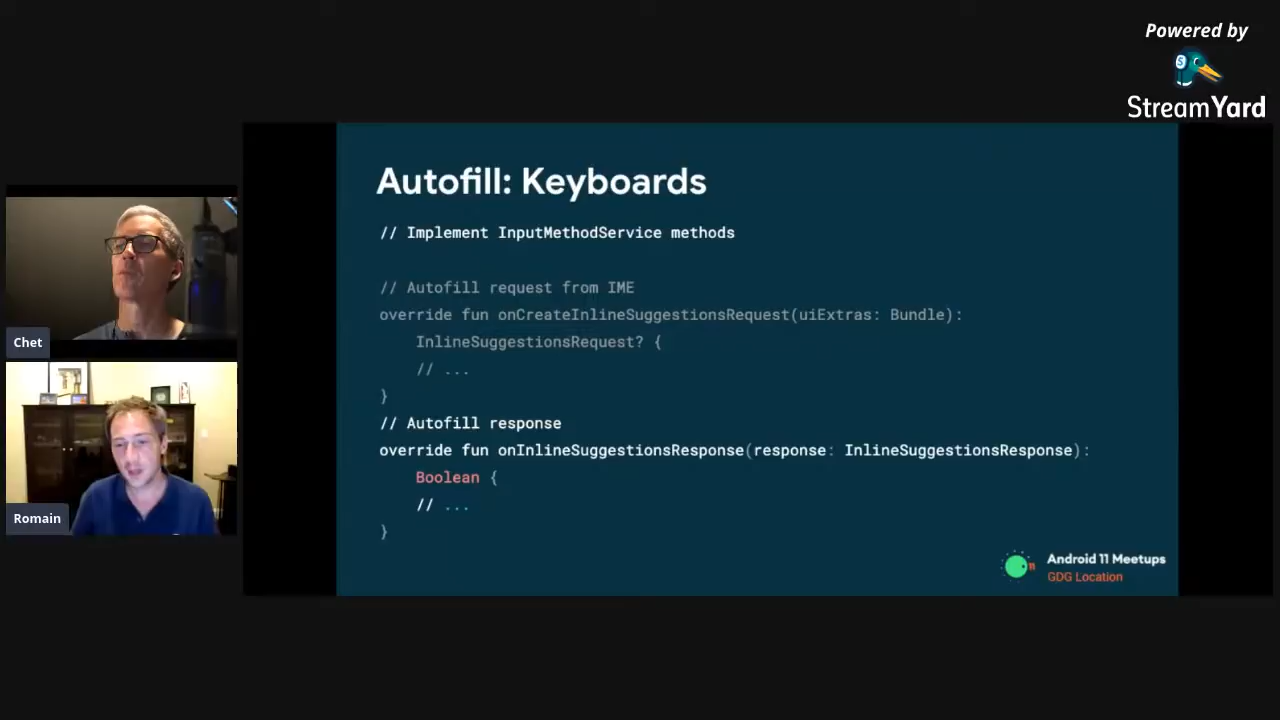 Powered by
StreamYard
Autofill: Keyboards
// Implement InputMethodService methods
// Autofill request from IME
override fun onCreateInlineSuggestionsRequest(uiExtras: Bundle):
InlineSuggestionsRequest? {
// ...
}
// Autofill response
override fun onInlineSuggestionsResponse(response: InlineSuggestionsResponse):
Boolean {
// ...
}
Chet
Romain
Android 11 Meetups
GDG Location